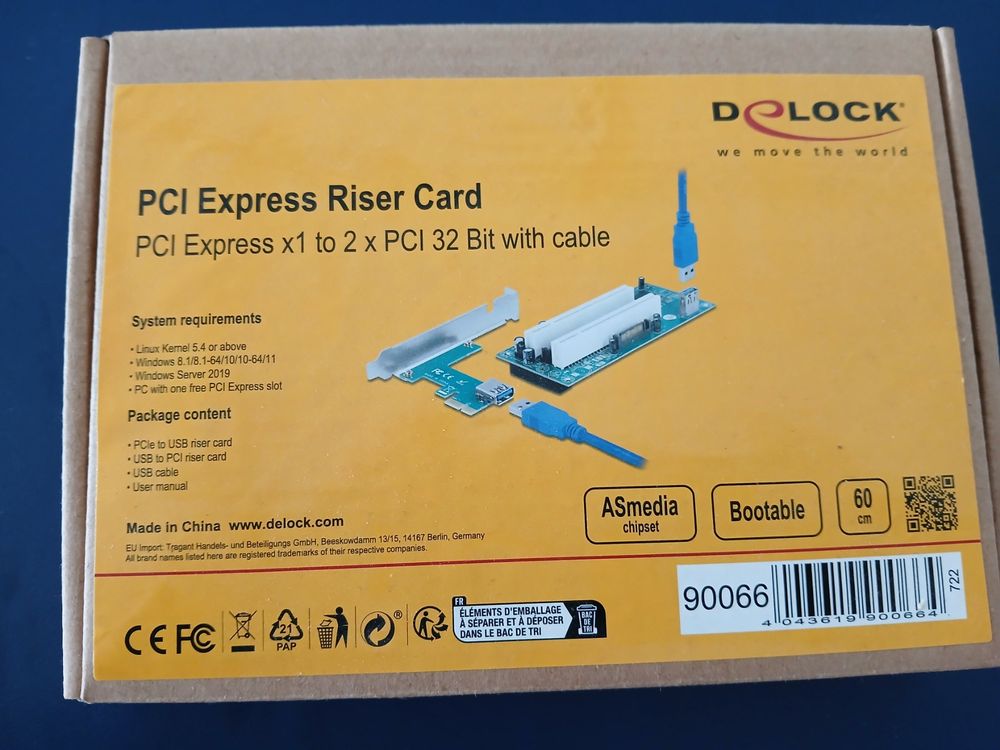 DeLOCK®
we move the world
PCI Express Riser Card
PCI Express x1 to 2 x PCI 32 Bit with cable
System requirements
• Linux Kernel 5.4 or above
• Windows 8.1/8.1-64/10/10-64/11
• Windows Server 2019
• PC with one free PCI Express slot
Package content
• PCIe to USB riser card
• USB to PCI riser card
• USB cable
• User manual
ASmedia
chipset
Bootable
60
cm
Made in China www.delock.com
EU Import: Tragant Handels- und Beteiligungs GmbH, Beeskowdamm 13/15, 14167 Berlin, Germany
All brand names listed here are registered trademarks of their respective companies.
CE FC
21
PAP
®
FR
ÉLÉMENTS D'EMBALLAGE
À SÉPARER ET À DÉPOSER
DANS LE BAC DE TRI
BAC
DE
TRI
90066
4 043619 900664
722